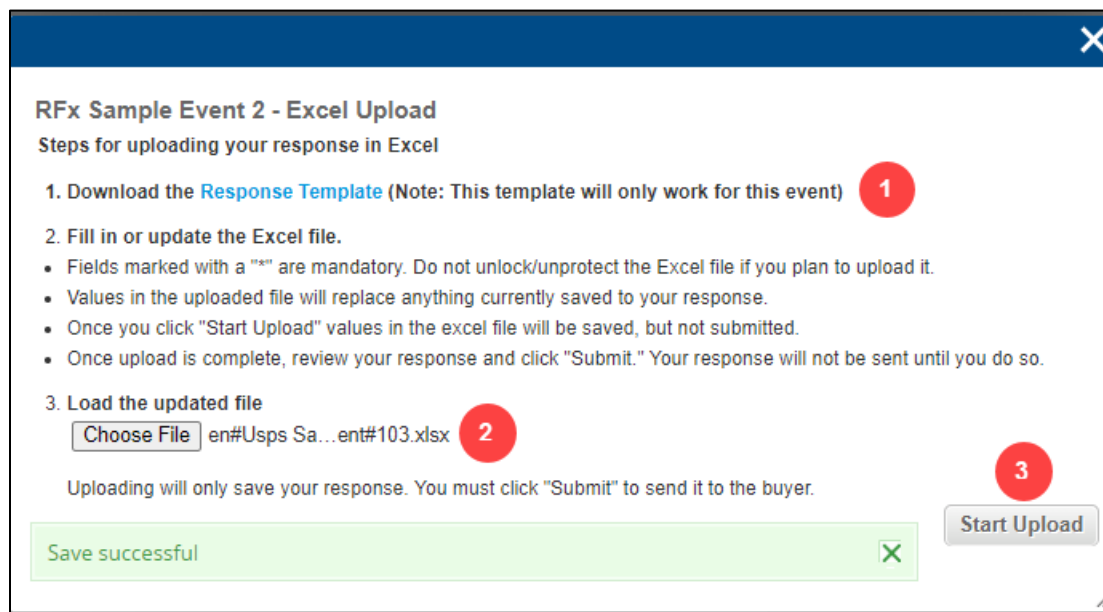 RFx Sample Event 2 - Excel Upload
Steps for uploading your response in Excel
1. Download the Response Template (Note: This template will only work for this event) 1
2. Fill in or update the Excel file.
• Fields marked with a "*" are mandatory. Do not unlock/unprotect the Excel file if you plan to upload it.
• Values in the uploaded file will replace anything currently saved to your response.
• Once you click "Start Upload" values in the excel file will be saved, but not submitted.
• Once upload is complete, review your response and click "Submit." Your response will not be sent until you do so.
3. Load the updated file
Choose File en#Usps Sa...ent#103.xlsx 2
Uploading will only save your response. You must click "Submit" to send it to the buyer.
3
Start Upload
Save successful